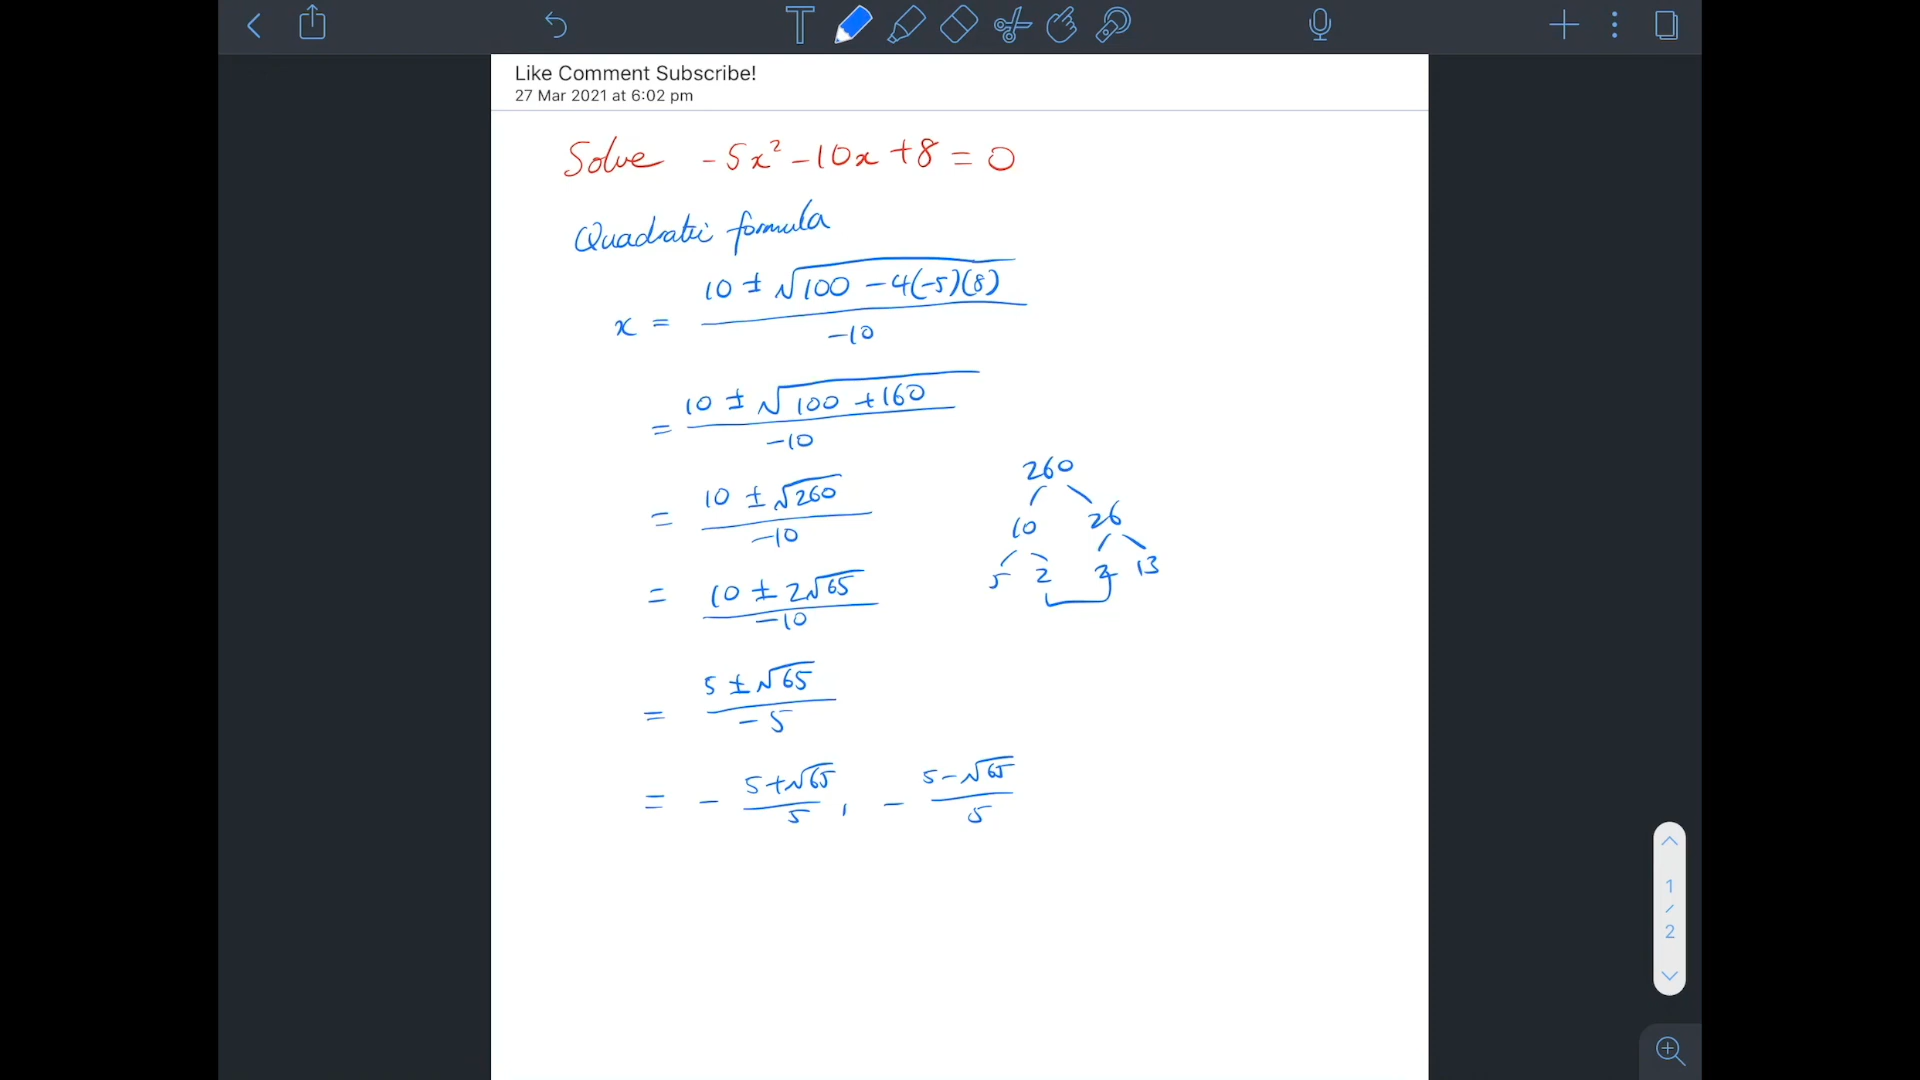 Like Comment Subscribe!
27 Mar 2021 at 6:02 pm
Solve -5x² -10x +8 = 0
Quadratic formula
x = (10 ± √(100 - 4(-5)(8))) / -10
= (10 ± √(100 + 160)) / -10
= (10 ± √260) / -10
260
10 26
5 2 2 13
= (10 ± 2√65) / -10
= (5 ± √65) / -5
= - (5+√65) / 5 , - (5-√65) / 5
1
/
2